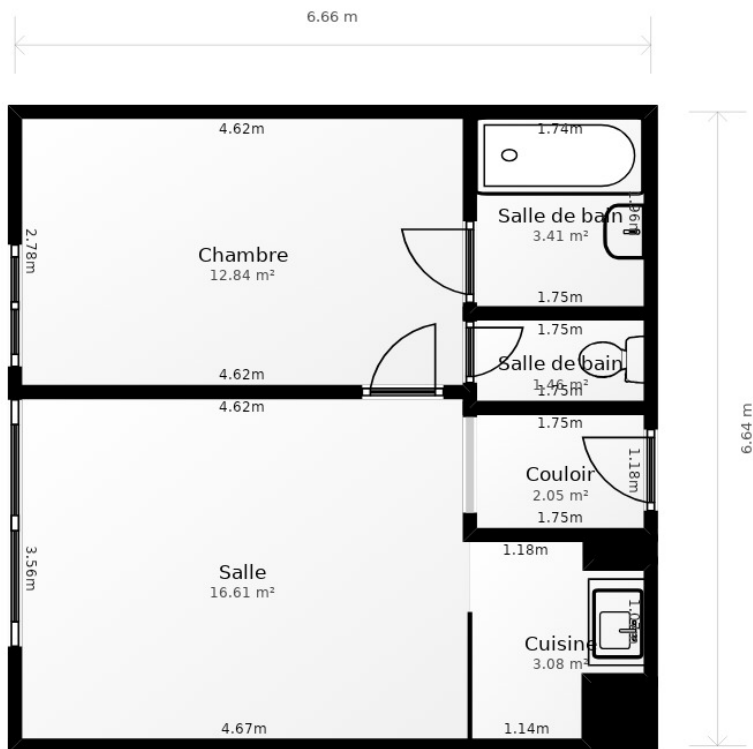 6.66 m
4.62m
1.74m
Salle de bain
3.41 m²
2.78m
Chambre
12.84 m²
1.75m
1.75m
Salle de bain
1.46 m²
1.75m
4.62m
4.62m
1.75m
6.64 m
Couloir
2.05 m²
1.18m
1.75m
1.18m
3.56m
Salle
16.61 m²
Cuisine
3.08 m²
4.67m
1.14m